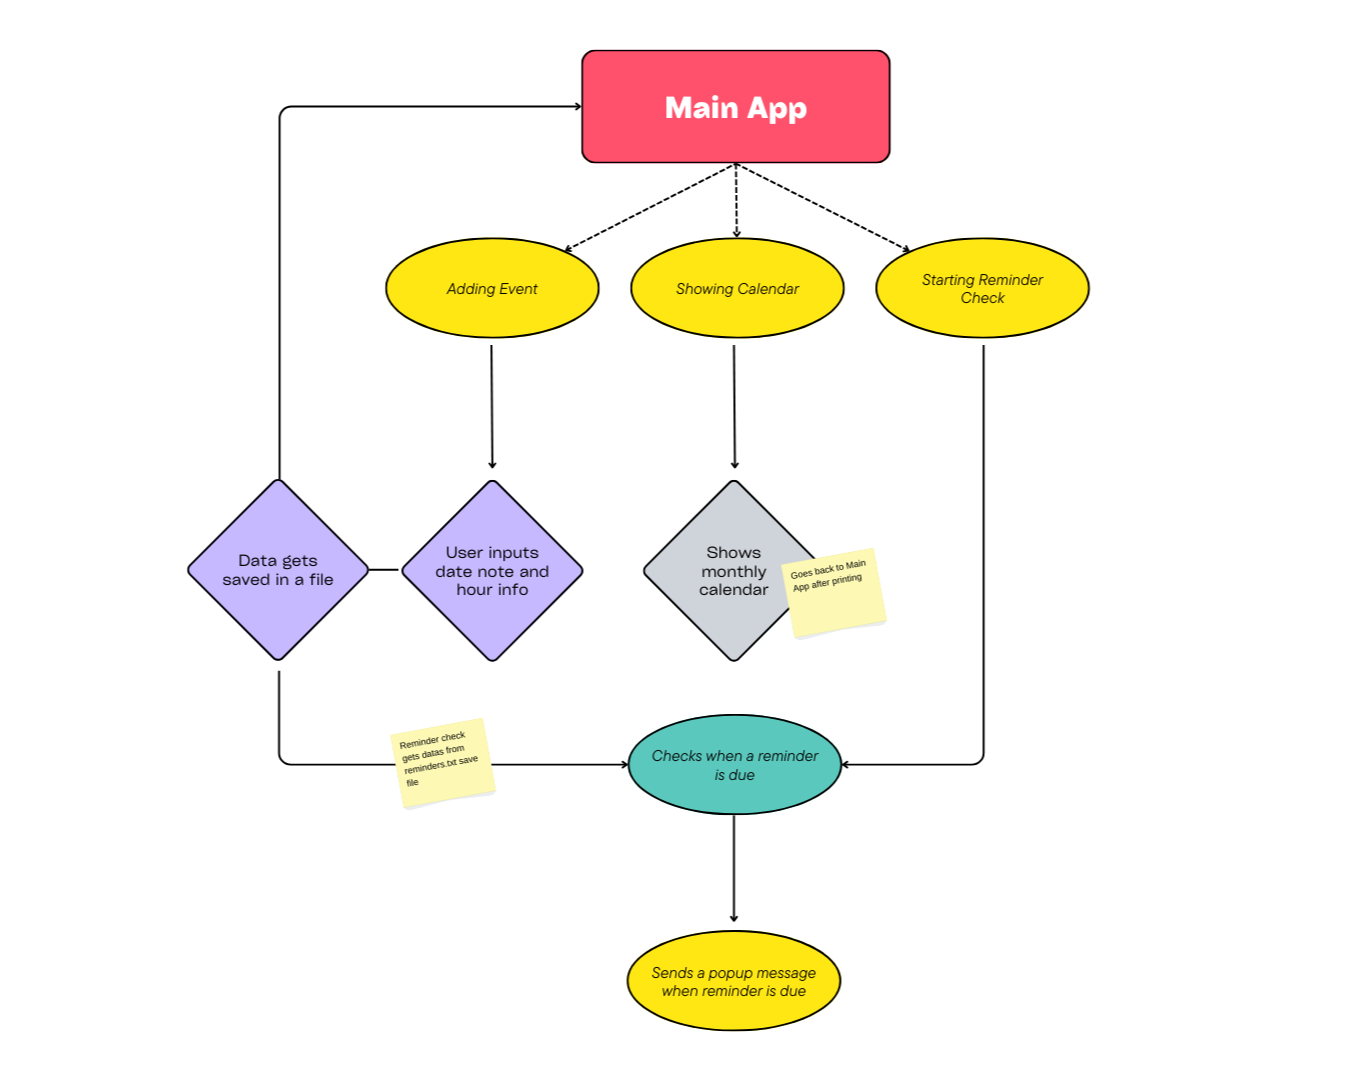 Main App
Adding Event
Showing Calendar
Starting Reminder
Check
Data gets
saved in a file
User inputs
date note and
hour info
Shows
monthly
calendar
Goes back to Main
App after printing
Reminder check
gets datas from
reminders.txt save
file
Checks when a reminder
is due
Sends a popup message
when reminder is due